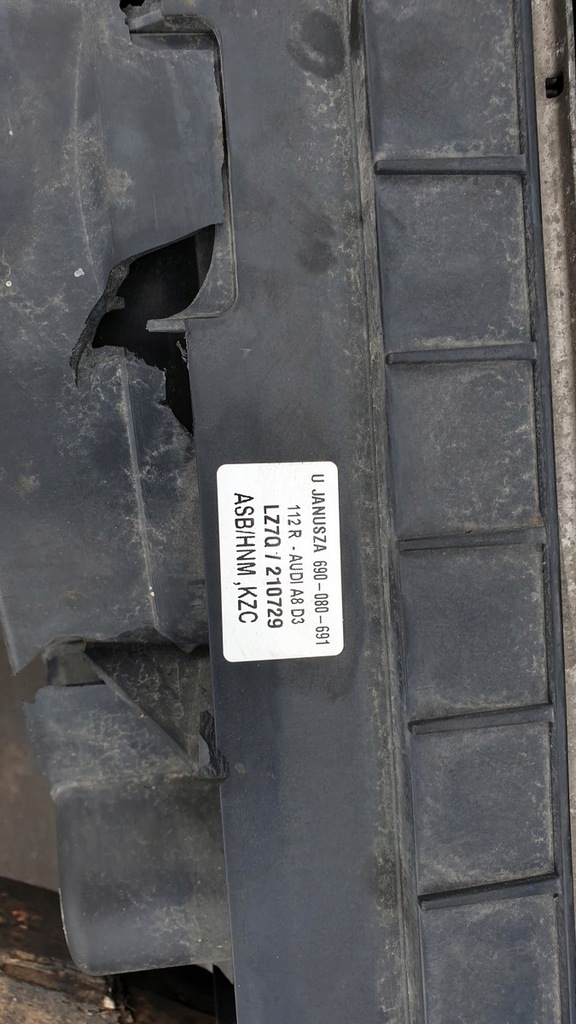 U JANUSZA 690-080-691
112 R - AUDI A8 D3
LZ7Q / 210729
ASB/HNM ,KZC